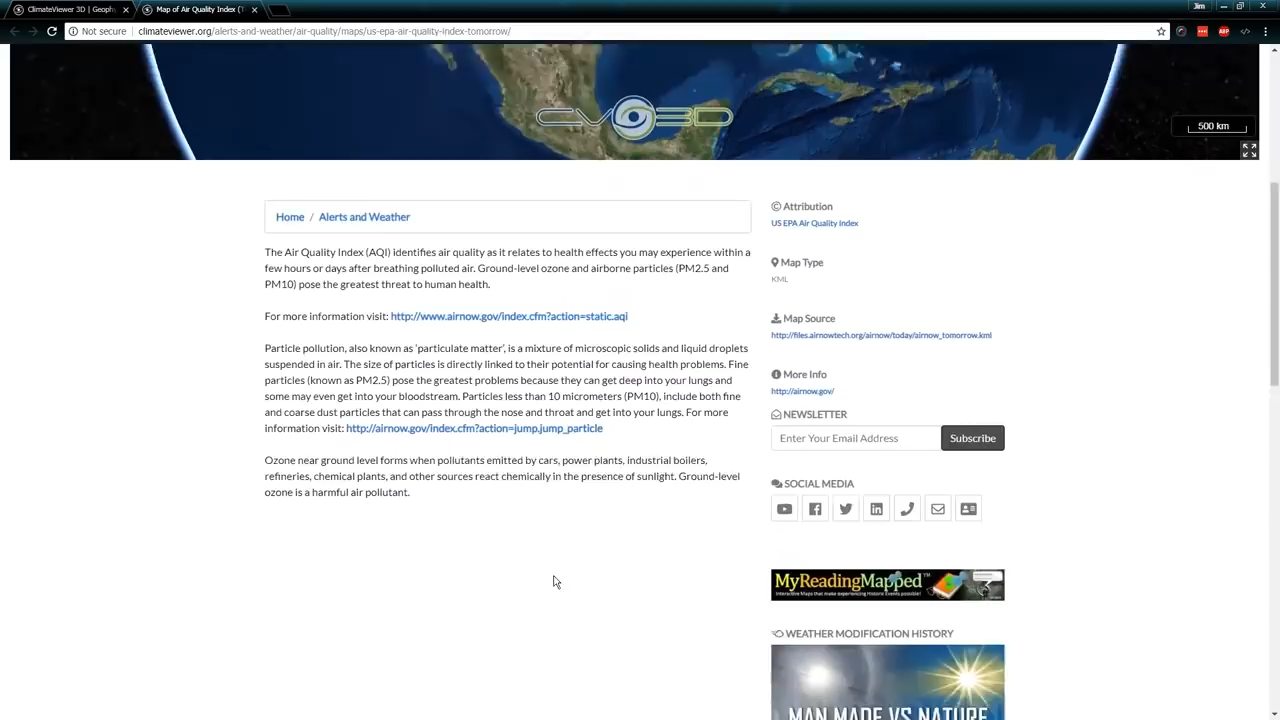 ClimateViewer 3D | Geoph
Map of Air Quality Index (T
Jim
Not secure | climateviewer.org/alerts-and-weather/air-quality/maps/us-epa-air-quality-index-tomorrow/
ABP
CV3D
500 km
Home / Alerts and Weather
The Air Quality Index (AQI) identifies air quality as it relates to health effects you may experience within a
few hours or days after breathing polluted air. Ground-level ozone and airborne particles (PM2.5 and
PM10) pose the greatest threat to human health.
For more information visit: http://www.airnow.gov/index.cfm?action=static.aqi
Particle pollution, also known as 'particulate matter', is a mixture of microscopic solids and liquid droplets
suspended in air. The size of particles is directly linked to their potential for causing health problems. Fine
particles (known as PM2.5) pose the greatest problems because they can get deep into your lungs and
some may even get into your bloodstream. Particles less than 10 micrometers (PM10), include both fine
and coarse dust particles that can pass through the nose and throat and get into your lungs. For more
information visit: http://airnow.gov/index.cfm?action=jump.jump_particle
Ozone near ground level forms when pollutants emitted by cars, power plants, industrial boilers,
refineries, chemical plants, and other sources react chemically in the presence of sunlight. Ground-level
ozone is a harmful air pollutant.
Attribution
US EPA Air Quality Index
Map Type
KML
Map Source
http://files.airnowtech.org/airnow/today/airnow_tomorrow.kml
More Info
http://airnow.gov/
NEWSLETTER
Enter Your Email Address
Subscribe
SOCIAL MEDIA
MyReadingMapped™
Interactive Maps that make experiencing Historic Events possible!
WEATHER MODIFICATION HISTORY
MAN MADE VS NATURE